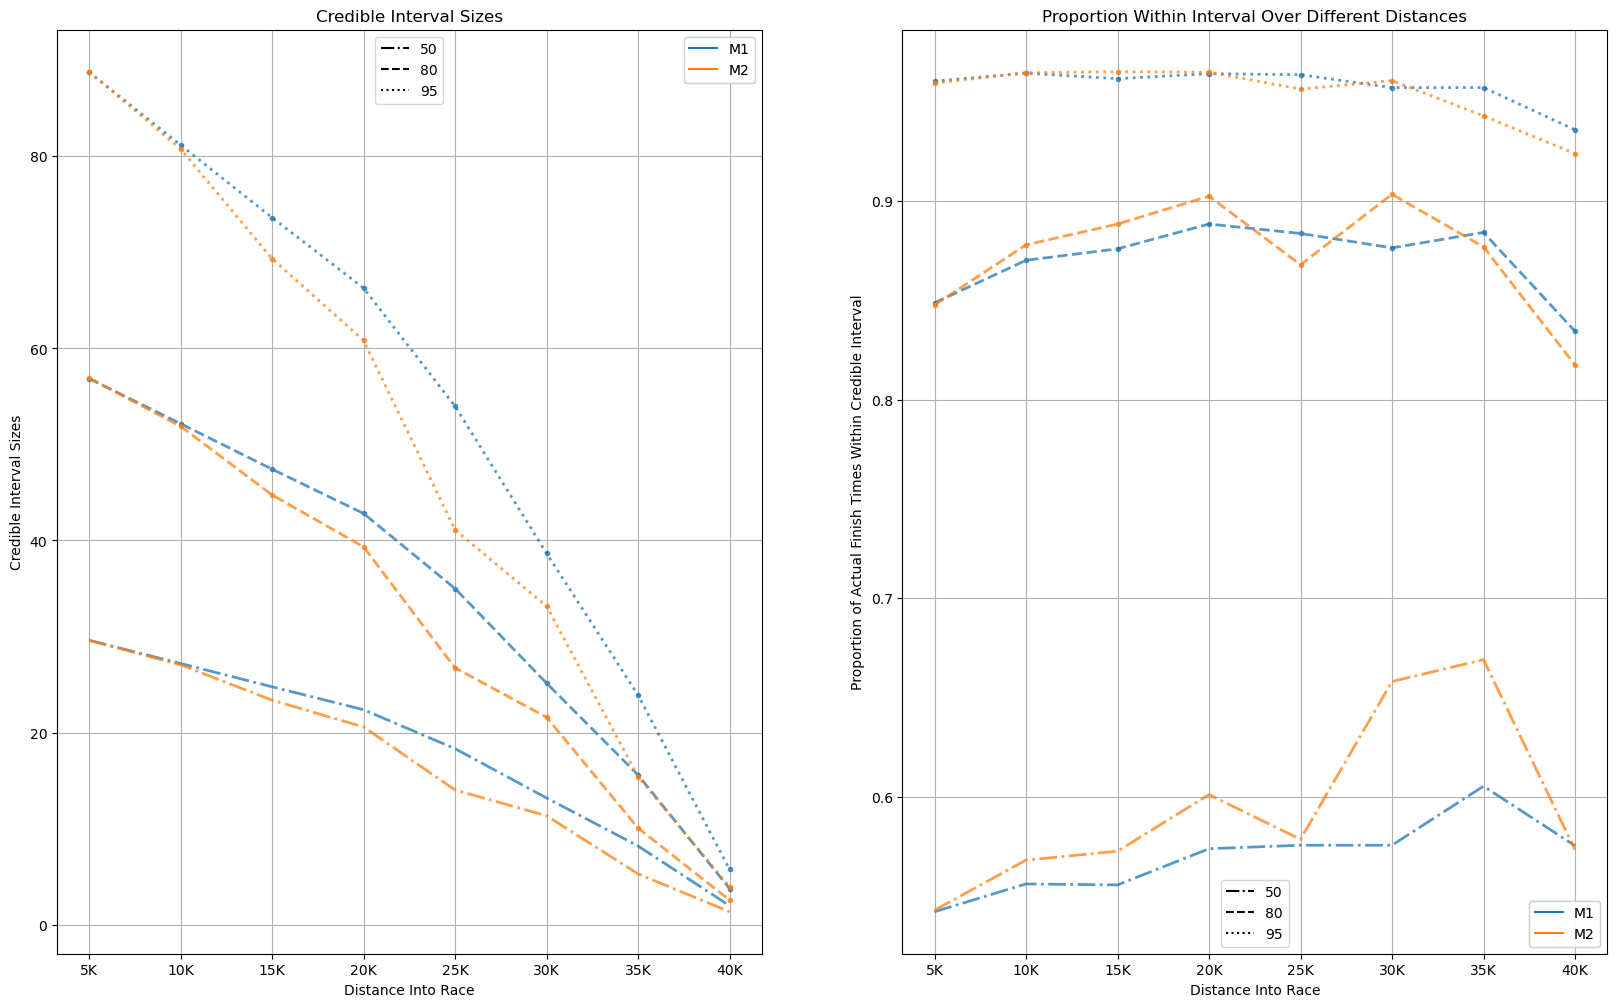 Credible Interval Sizes
50
80
95
M1
M2
Credible Interval Sizes
80
60
40
20
0
5K 10K 15K 20K 25K 30K 35K 40K
Distance Into Race
Proportion Within Interval Over Different Distances
Proportion of Actual Finish Times Within Credible Interval
0.9
0.8
0.7
0.6
50
80
95
M1
M2
5K 10K 15K 20K 25K 30K 35K 40K
Distance Into Race